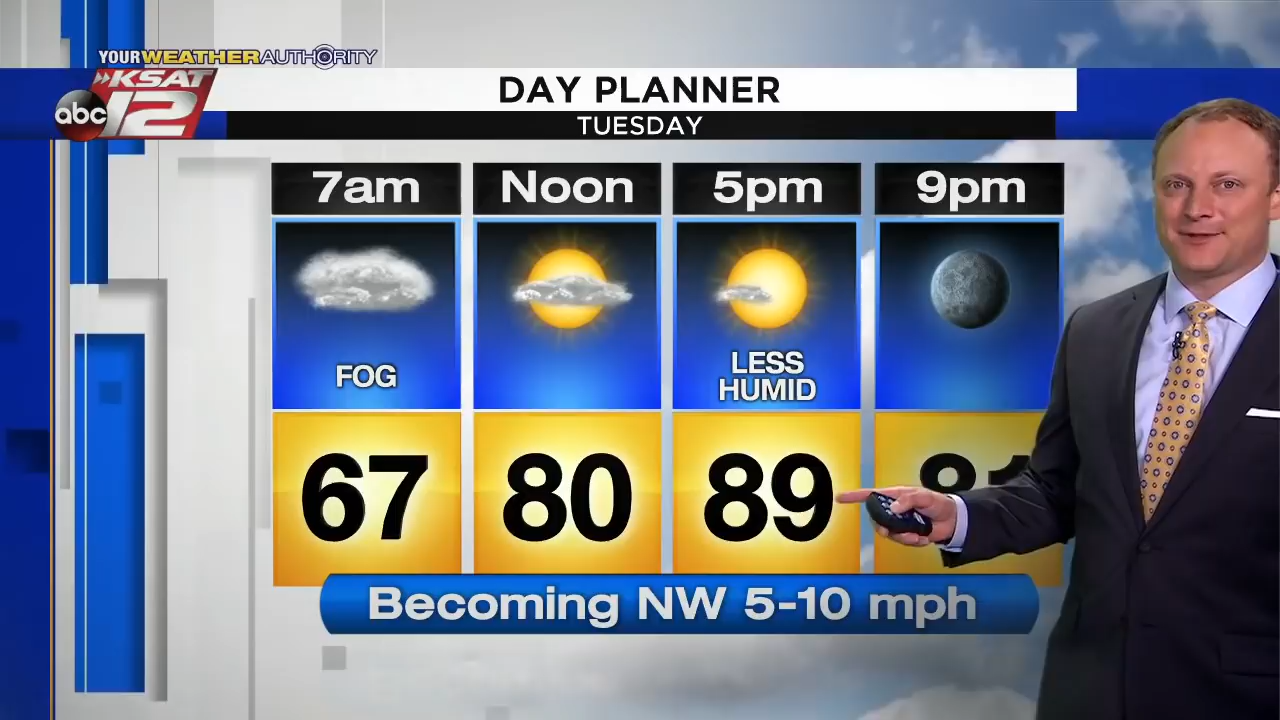 YOURWEATHERAUTHORITY
KSAT
abc 12
DAY PLANNER
TUESDAY
7am Noon 5pm 9pm
FOG
LESS
HUMID
67 80 89 81
Becoming NW 5-10 mph